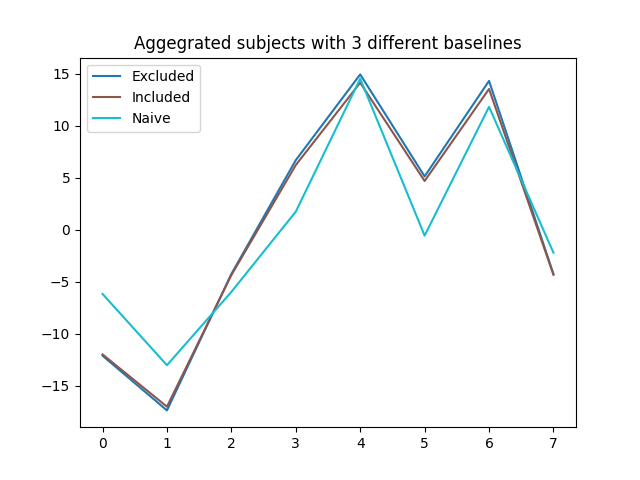 Aggegrated subjects with 3 different baselines
Excluded
Included
Naive
15
10
5
0
−5
−10
−15
0 1 2 3 4 5 6 7